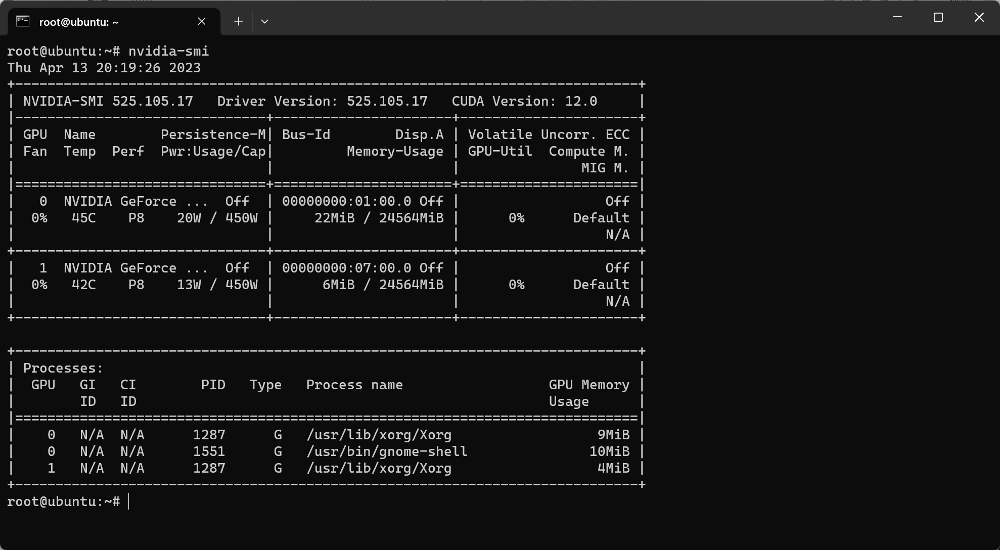 root@ubuntu: ~
root@ubuntu:~# nvidia-smi
Thu Apr 13 20:19:26 2023
+-----------------------------------------------------------------------------+
| NVIDIA-SMI 525.105.17   Driver Version: 525.105.17   CUDA Version: 12.0     |
|-------------------------------+----------------------+----------------------+
| GPU  Name        Persistence-M| Bus-Id        Disp.A | Volatile Uncorr. ECC |
| Fan  Temp  Perf  Pwr:Usage/Cap|         Memory-Usage | GPU-Util  Compute M. |
|                               |                      |               MIG M. |
|===============================+======================+======================|
|   0  NVIDIA GeForce ...  Off  | 00000000:01:00.0 Off |                  Off |
|  0%   45C    P8    20W / 450W |     22MiB / 24564MiB |      0%      Default |
|                               |                      |                  N/A |
+-------------------------------+----------------------+----------------------+
|   1  NVIDIA GeForce ...  Off  | 00000000:07:00.0 Off |                  Off |
|  0%   42C    P8    13W / 450W |      6MiB / 24564MiB |      0%      Default |
|                               |                      |                  N/A |
+-------------------------------+----------------------+----------------------+

+-----------------------------------------------------------------------------+
| Processes:                                                                  |
|  GPU   GI   CI        PID   Type   Process name                  GPU Memory |
|        ID   ID                                                   Usage      |
|=============================================================================|
|    0   N/A  N/A      1287      G   /usr/lib/xorg/Xorg                  9MiB |
|    0   N/A  N/A      1551      G   /usr/bin/gnome-shell               10MiB |
|    1   N/A  N/A      1287      G   /usr/lib/xorg/Xorg                  4MiB |
+-----------------------------------------------------------------------------+
root@ubuntu:~#